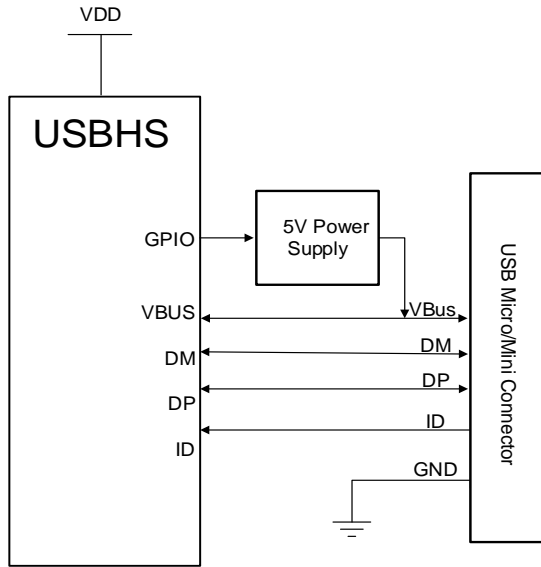 VDD
USBHS
GPIO
5V Power
Supply
VBUS
VBus
DM
DM
DP
DP
ID
ID
GND
USB Micro/Mini Connector